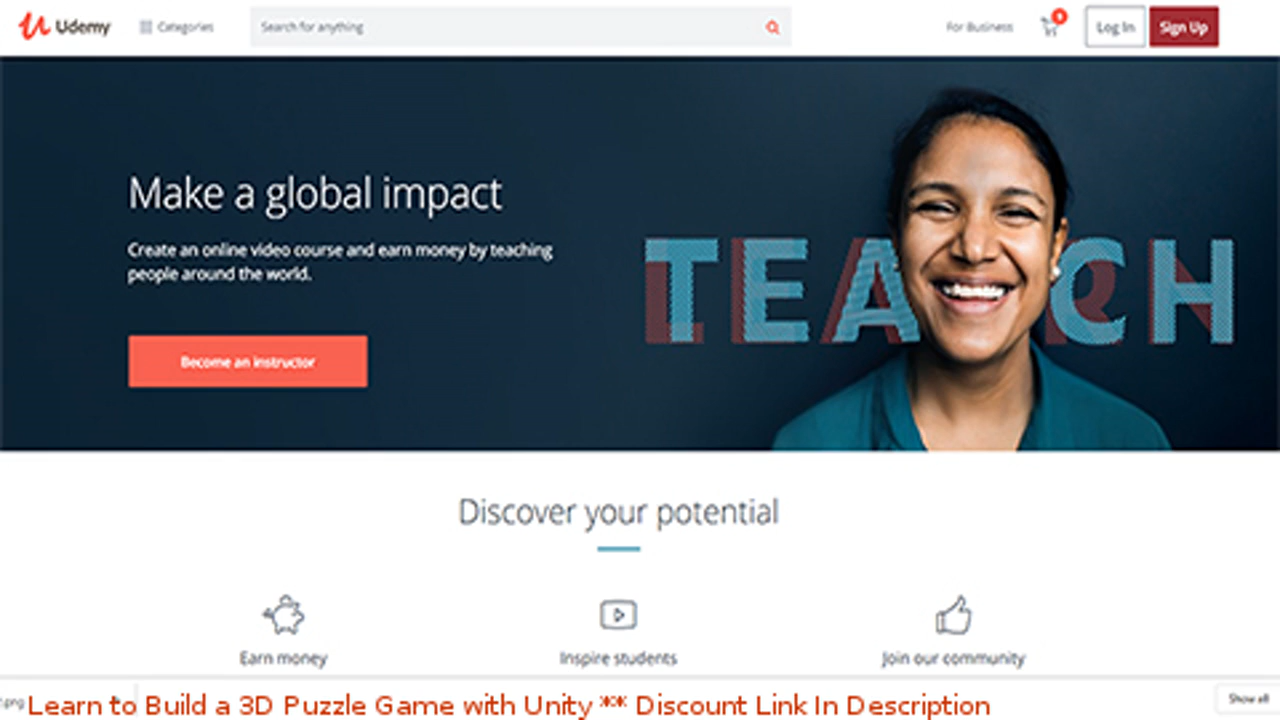 Udemy
Categories
Search for anything
For Business
Log In
Sign Up
Make a global impact
Create an online video course and earn money by teaching
people around the world.
Become an instructor
TEACH
Discover your potential
Earn money
Inspire students
Join our community
.png
Learn to Build a 3D Puzzle Game with Unity ** Discount Link In Description
Show all